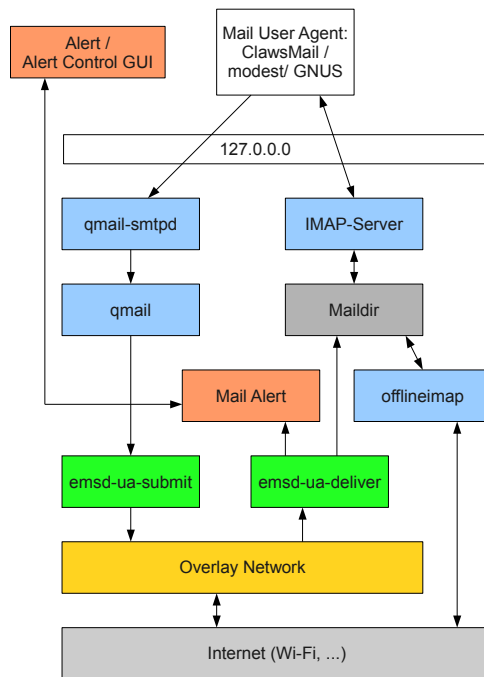 Alert /
Alert Control GUI
Mail User Agent:
ClawsMail /
modest/ GNUS
127.0.0.0
qmail-smtpd
IMAP-Server
qmail
Maildir
Mail Alert
offlineimap
emsd-ua-submit
emsd-ua-deliver
Overlay Network
Internet (Wi-Fi, ...)